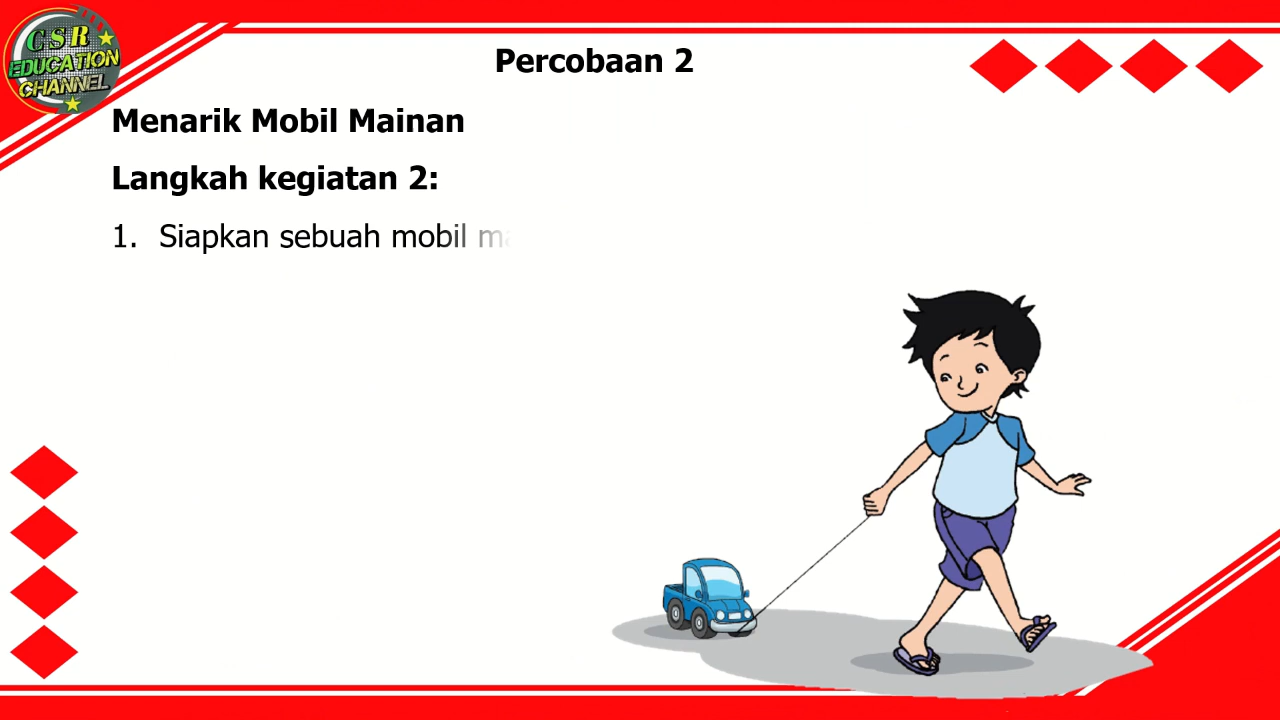 CSR
EDUCATION
CHANNEL
Percobaan 2
Menarik Mobil Mainan
Langkah kegiatan 2:
1. Siapkan sebuah mobil